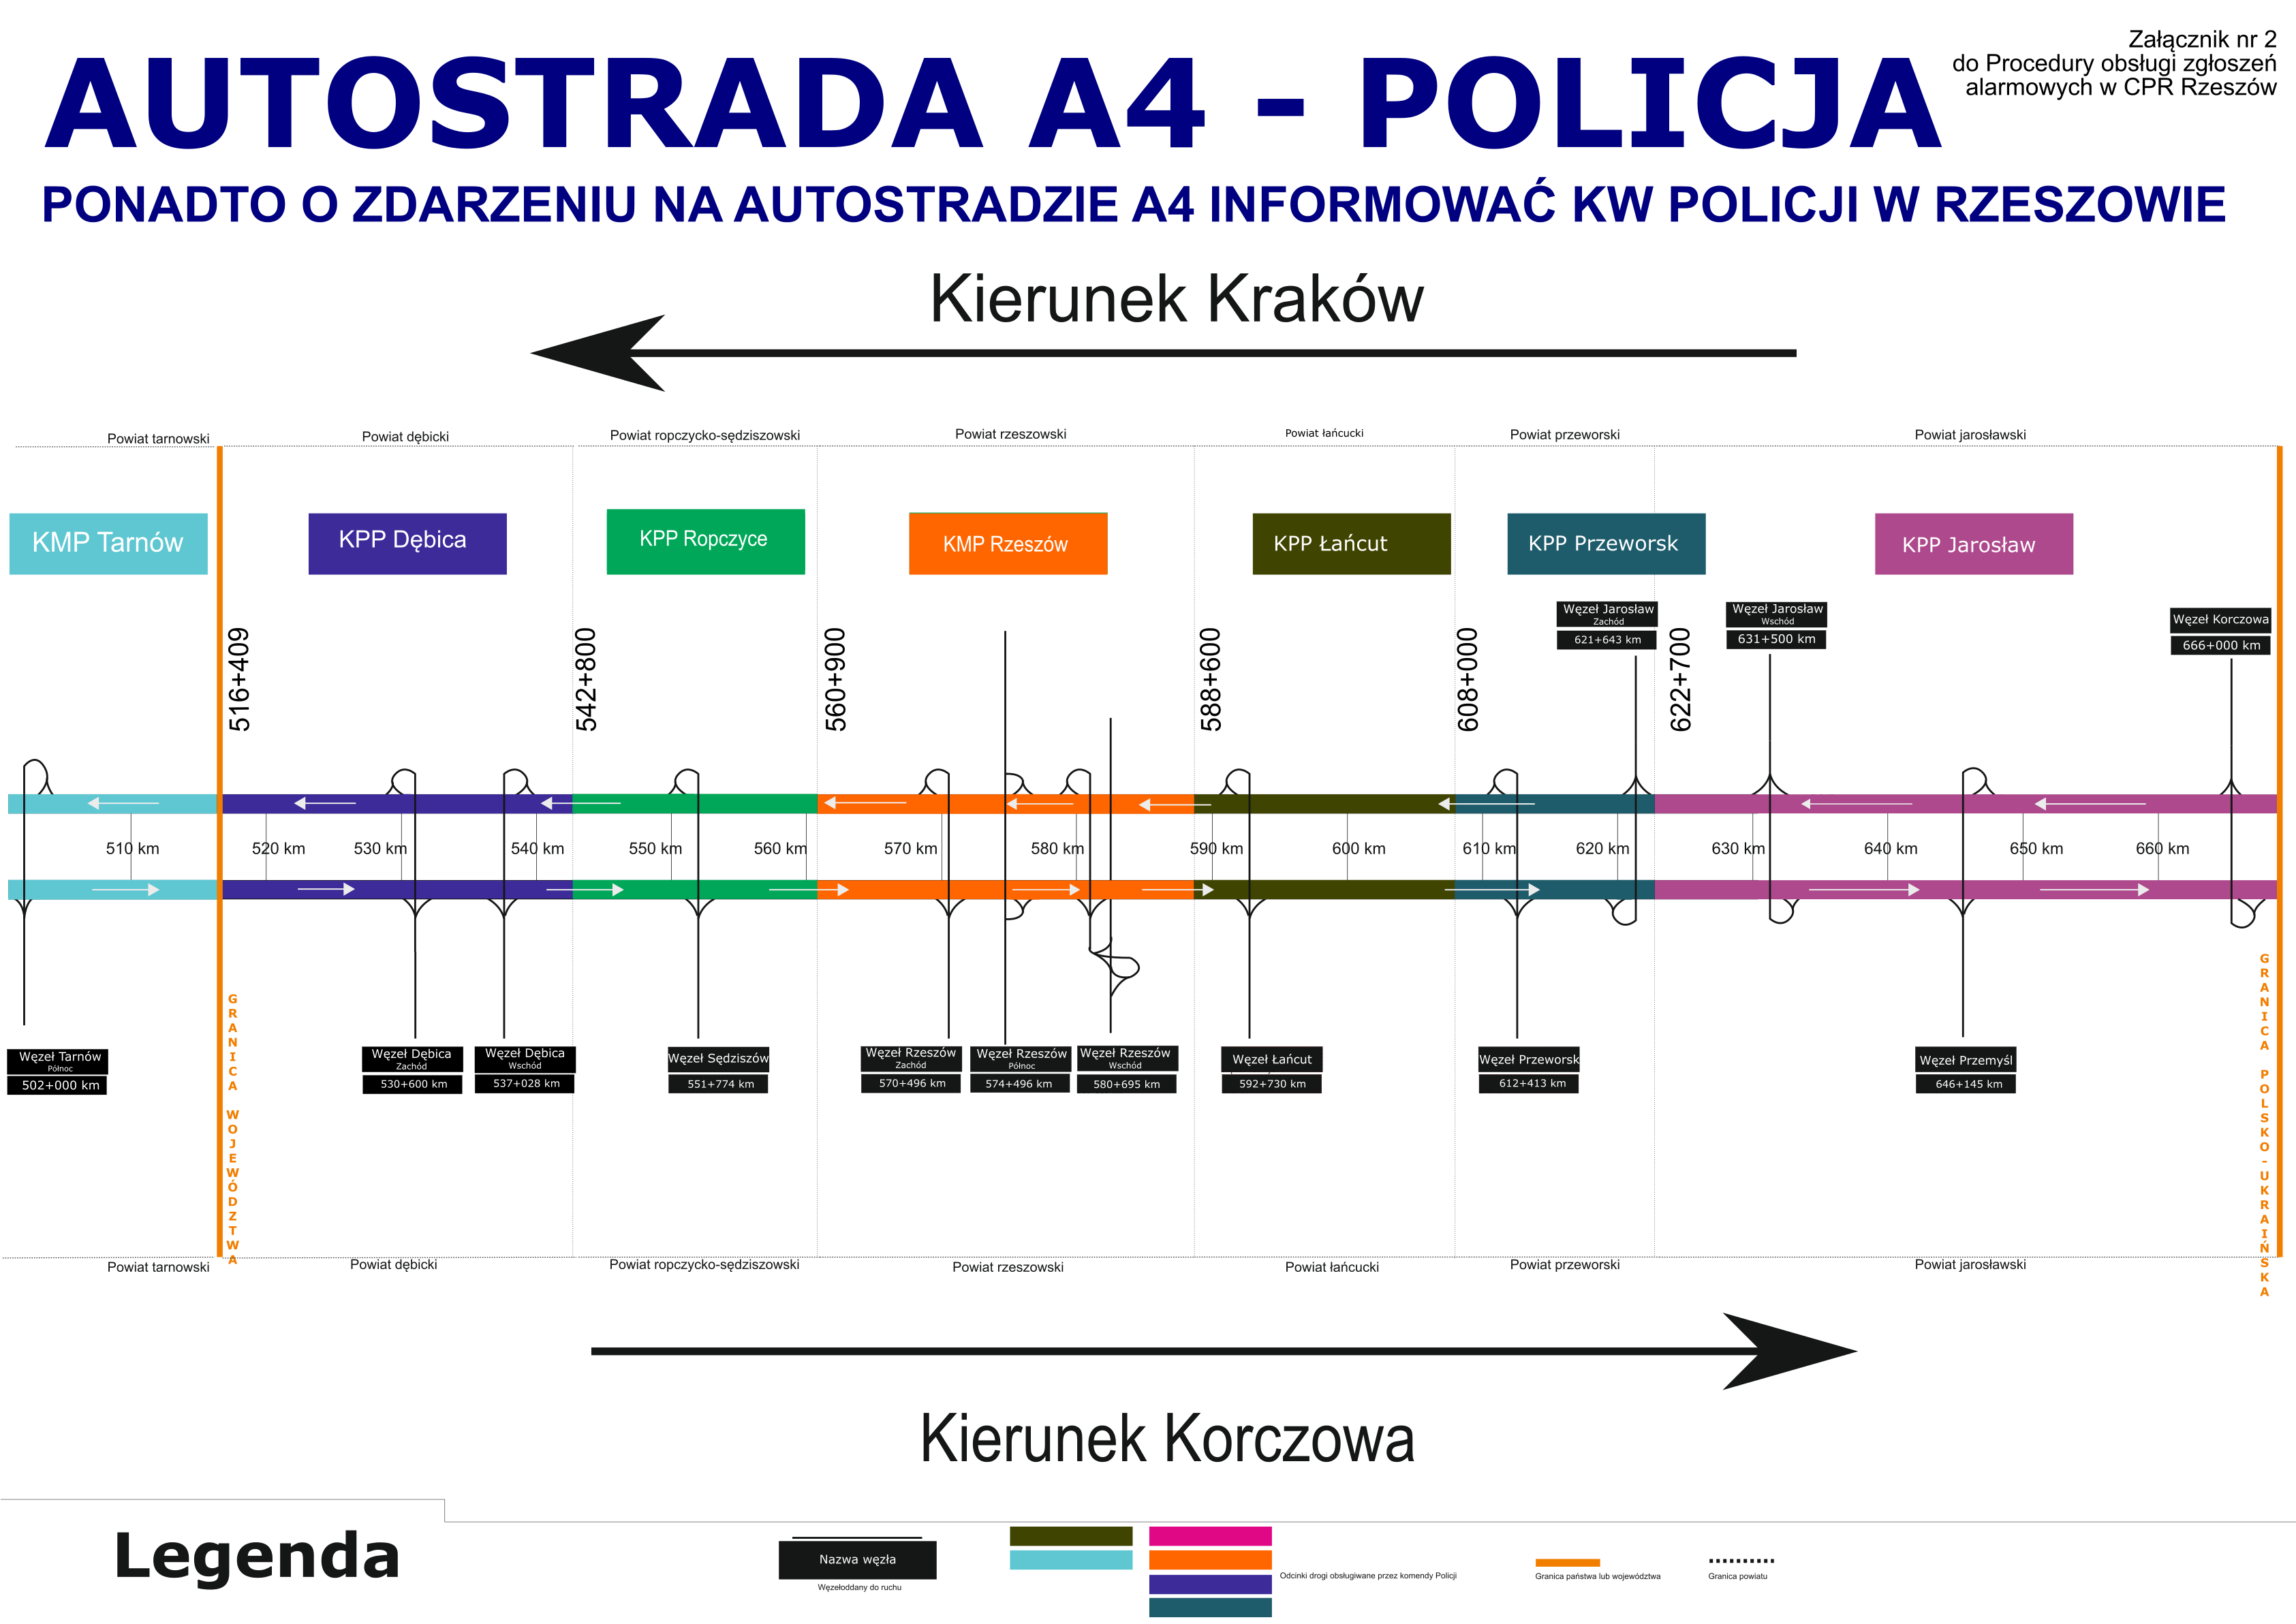 Załącznik nr 2
do Procedury obsługi zgłoszeń
alarmowych w CPR Rzeszów
AUTOSTRADA A4 - POLICJA
PONADTO O ZDARZENIU NA AUTOSTRADZIE A4 INFORMOWAĆ KW POLICJI W RZESZOWIE
Kierunek Kraków
Powiat tarnowski
Powiat dębicki
Powiat ropczycko-sędziszowski
Powiat rzeszowski
Powiat łańcucki
Powiat przeworski
Powiat jarosławski
KMP Tarnów
KPP Dębica
KPP Ropczyce
KMP Rzeszów
KPP Łańcut
KPP Przeworsk
KPP Jarosław
516+409
542+800
560+900
588+600
608+000
622+700
Węzeł Jarosław
Zachód
621+643 km
Węzeł Jarosław
Wschód
631+500 km
Węzeł Korczowa
666+000 km
510 km
520 km
530 km
540 km
550 km
560 km
570 km
580 km
590 km
600 km
610 km
620 km
630 km
640 km
650 km
660 km
GRANICA WOJEWÓDZTWA
GRANICA POLSKO-UKRAIŃSKA
Węzeł Tarnów
Północ
502+000 km
Węzeł Dębica
Zachód
530+600 km
Węzeł Dębica
Wschód
537+028 km
Węzeł Sędziszów
551+774 km
Węzeł Rzeszów
Zachód
570+496 km
Węzeł Rzeszów
Północ
574+496 km
Węzeł Rzeszów
Wschód
580+695 km
Węzeł Łańcut
592+730 km
Węzeł Przeworsk
612+413 km
Węzeł Przemyśl
646+145 km
Powiat tarnowski
Powiat dębicki
Powiat ropczycko-sędziszowski
Powiat rzeszowski
Powiat łańcucki
Powiat przeworski
Powiat jarosławski
Kierunek Korczowa
Legenda
Nazwa węzła
Węzełoddany do ruchu
Odcinki drogi obsługiwane przez komendy Policji
Granica państwa lub województwa
Granica powiatu